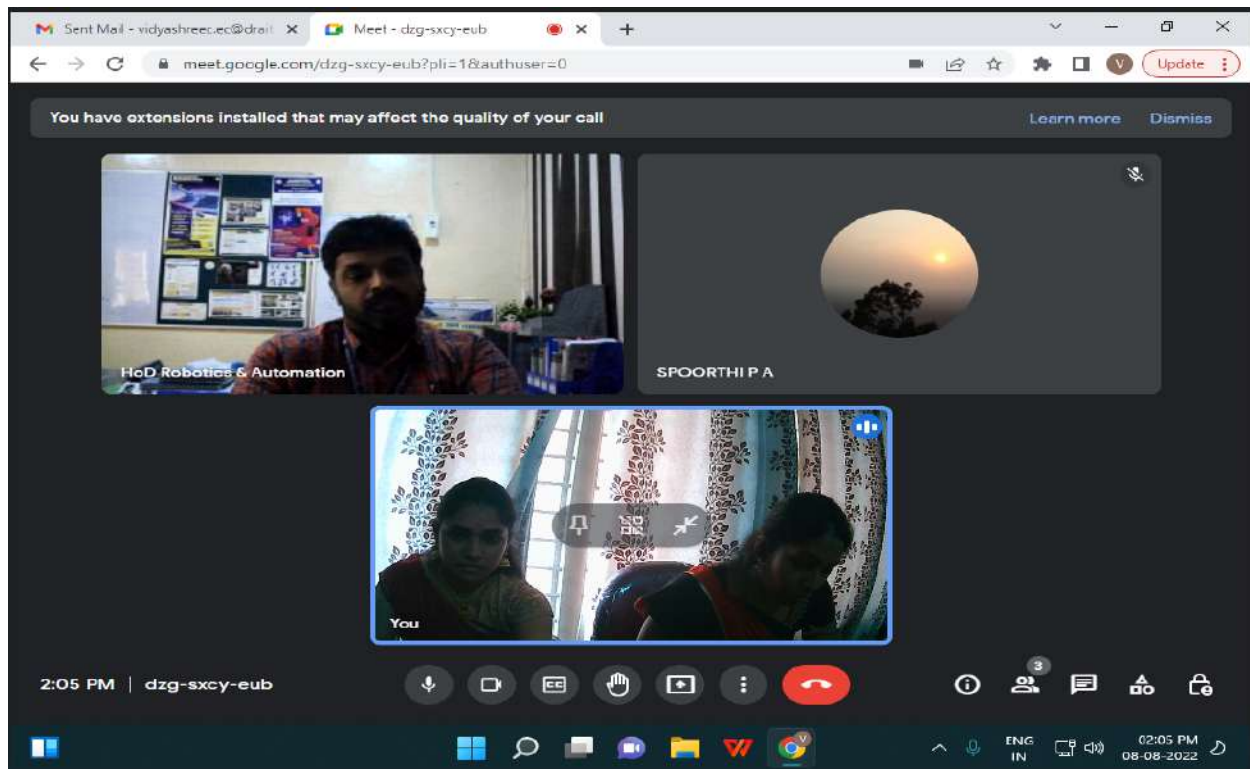 Sent Mail - vidyashreec.ec@drait
Meet - dzg-sxcy-eub
meet.google.com/dzg-sxcy-eub?pli=1&authuser=0
V
Update
You have extensions installed that may affect the quality of your call
Learn more
Dismiss
HoD Robotics & Automation
SPOORTHI P A
You
2:05 PM | dzg-sxcy-eub
CC
3
ENG
IN
02:05 PM
08-08-2022